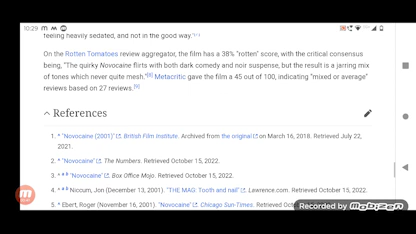 10:29
feeling heavily sedated, and not in the good way."[7]
On the Rotten Tomatoes review aggregator, the film has a 38% "rotten" score, with the critical consensus
being, "The quirky Novocaine flirts with both dark comedy and noir suspense, but the result is a jarring mix
of tones which never quite mesh."[8] Metacritic gave the film 45 out of 100, indicating "mixed or average"
reviews based on 27 reviews.[9]
References
1. ^ "Novocaine (2001)". British Film Institute. Archived from the original on March 16, 2018. Retrieved July 22,
2021.
2. ^ "Novocaine". The Numbers. Retrieved October 15, 2022.
3. ^ a b "Novocaine". Box Office Mojo. Retrieved October 15, 2022.
4. ^ a b Niccum, Jon (December 13, 2001). "THE MAG: Tooth and nail". Lawrence.com. Retrieved October 15, 2022.
5. ^ Ebert, Roger (November 16, 2001). "Novocaine". Chicago Sun-Times. Retrieved Oct
Recorded by Mobizen